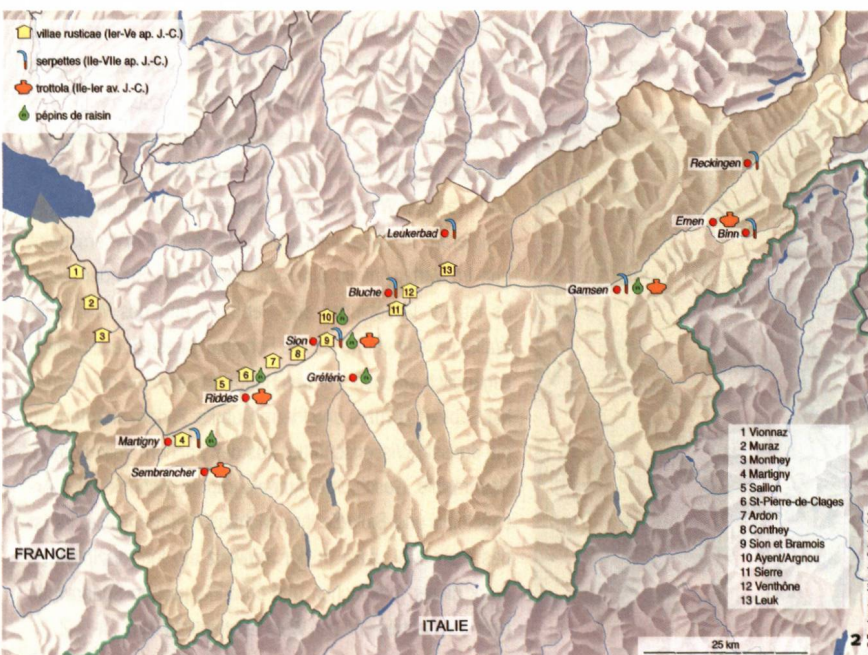 villae rusticae (Ier-Ve ap. J.-C.)
serpettes (IIe-VIIe ap. J.-C.)
trottola (IIe-Ier av. J.-C.)
pépins de raisin
Reckingen
Ernen
Binn
Leukerbad
13
1
Bluche
12
Gamsen
2
11
10
3
Sion
9
8
7
Gréféric
6
5
Riddes
Martigny
4
Sembrancher
1 Vionnaz
2 Muraz
3 Monthey
4 Martigny
5 Saillon
6 St-Pierre-de-Clages
7 Ardon
8 Conthey
9 Sion et Bramois
10 Ayent/Argnou
11 Sierre
12 Venthône
13 Leuk
FRANCE
ITALIE
25 km
2